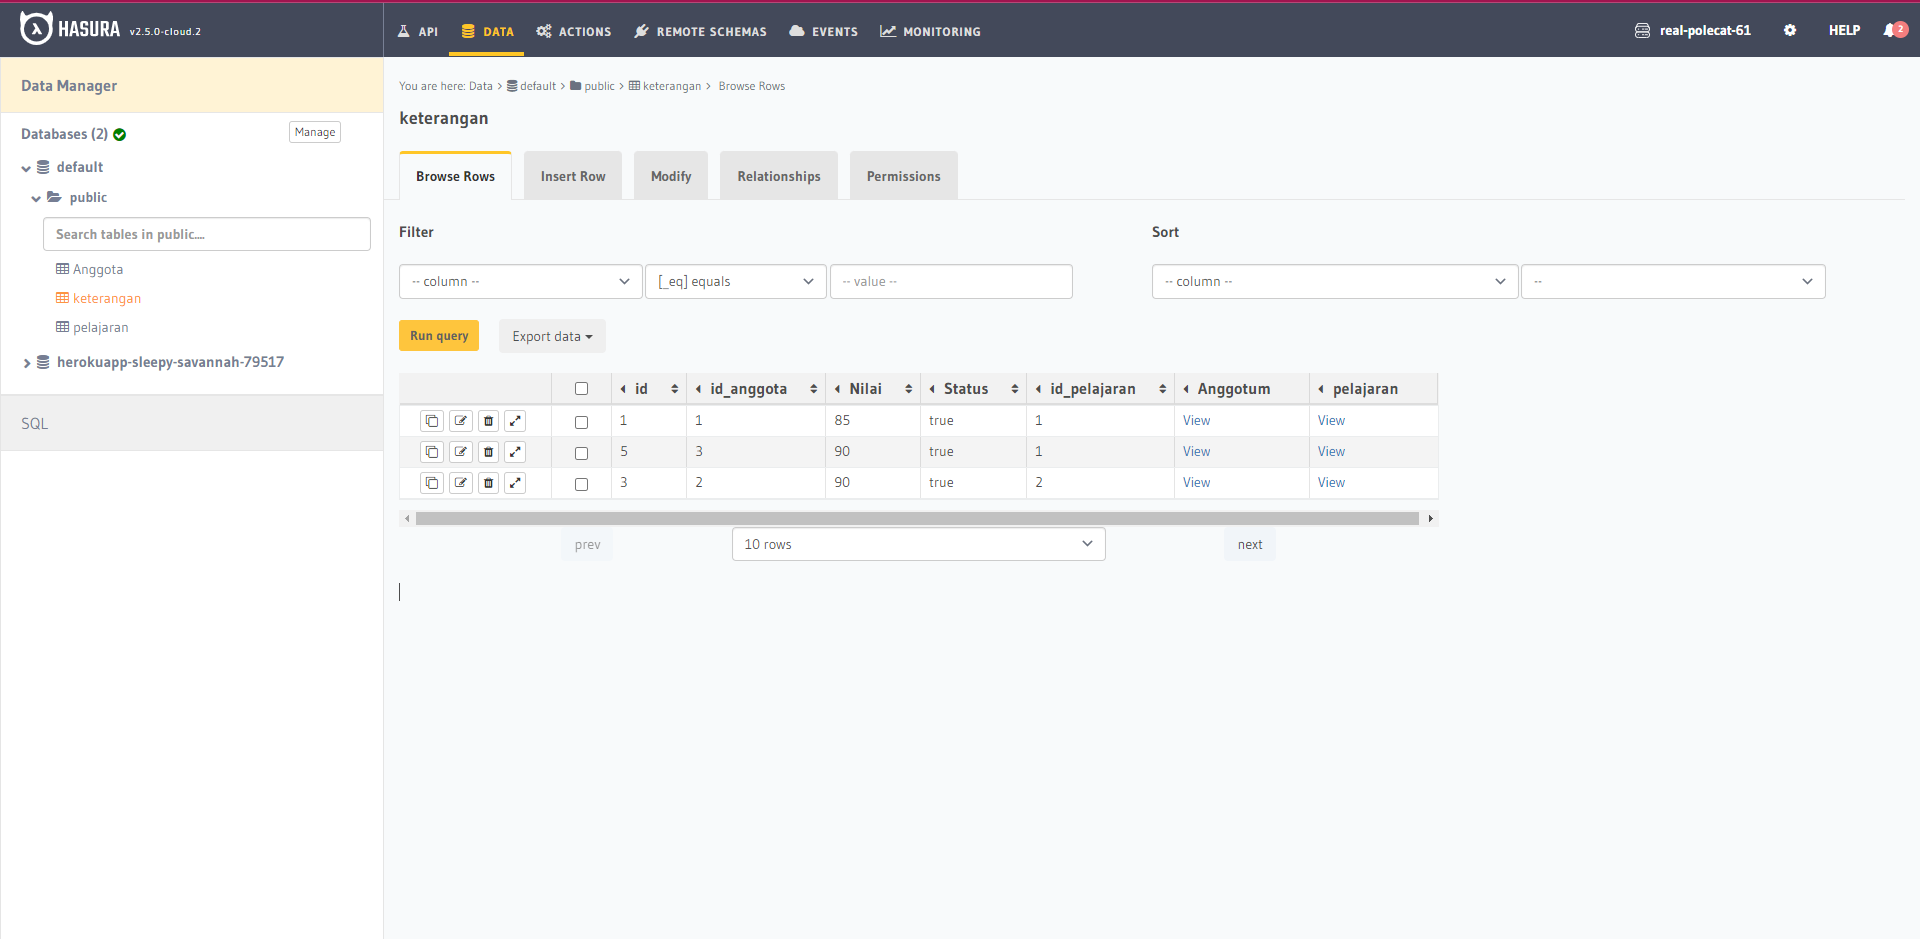 HASURA v2.5.0-cloud.2 API DATA ACTIONS REMOTE SCHEMAS EVENTS MONITORING real-polecat-61 HELP 2
Data Manager
Databases (2) Manage
default
public
Search tables in public....
Anggota
keterangan
pelajaran
herokuapp-sleepy-savannah-79517
SQL
You are here: Data > default > public > keterangan > Browse Rows
keterangan
Browse Rows Insert Row Modify Relationships Permissions
Filter Sort
-- column -- [_eq] equals -- value -- -- column -- --
Run query Export data
id id_anggota Nilai Status id_pelajaran Anggotum pelajaran
1 1 85 true 1 View View
5 3 90 true 1 View View
3 2 90 true 2 View View
prev 10 rows next